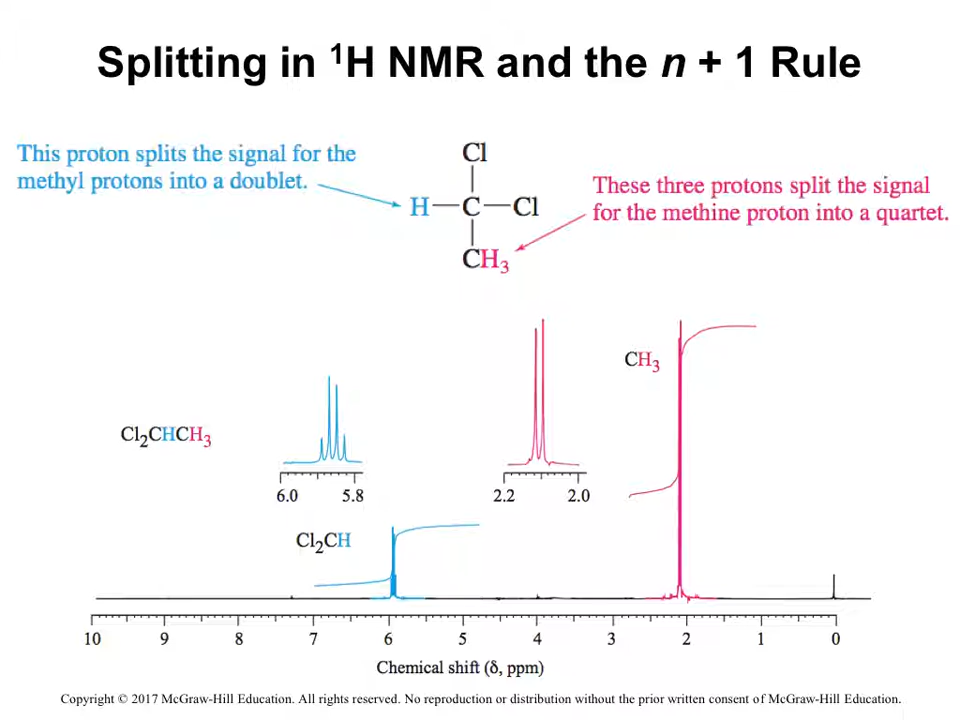 Splitting in ¹H NMR and the n + 1 Rule
This proton splits the signal for the
methyl protons into a doublet.
Cl
H—C—Cl
CH₃
These three protons split the signal
for the methine proton into a quartet.
CH₃
Cl₂CHCH₃
6.0 5.8
2.2 2.0
Cl₂CH
10 9 8 7 6 5 4 3 2 1 0
Chemical shift (δ, ppm)
Copyright © 2017 McGraw-Hill Education. All rights reserved. No reproduction or distribution without the prior written consent of McGraw-Hill Education.